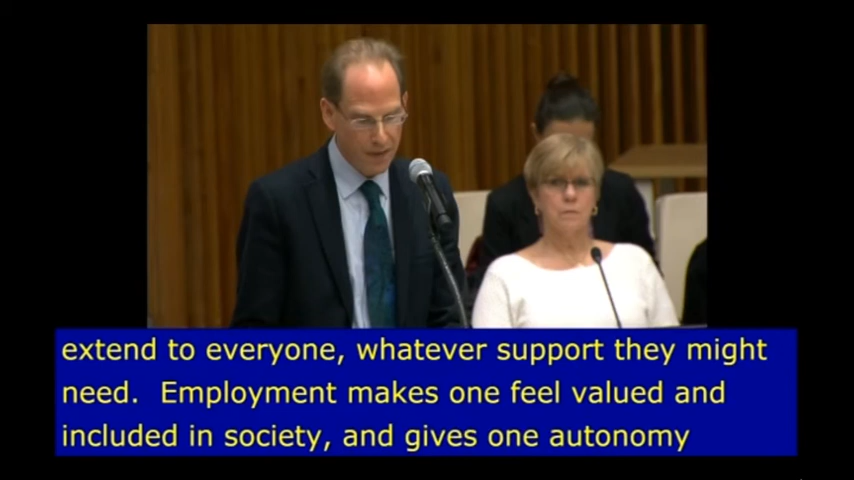 extend to everyone, whatever support they might
need.  Employment makes one feel valued and
included in society, and gives one autonomy